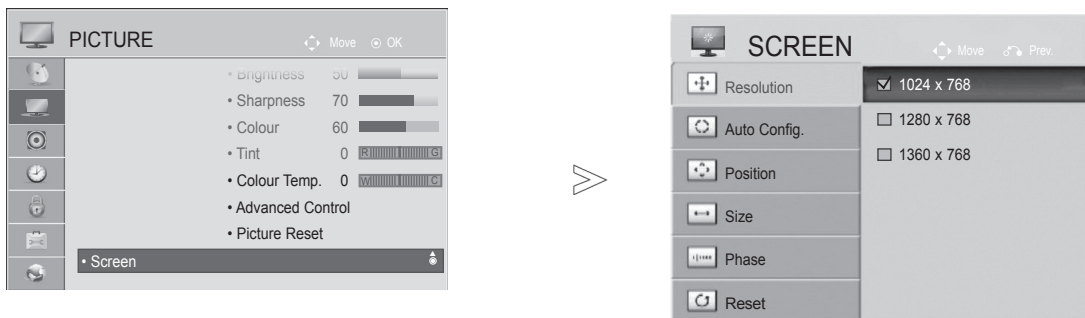 PICTURE
Move OK
• Brightness 50
• Sharpness 70
• Colour 60
• Tint 0 R G
• Colour Temp. 0 W C
• Advanced Control
• Picture Reset
• Screen
SCREEN
Move Prev.
Resolution
Auto Config.
Position
Size
Phase
Reset
1024 x 768
1280 x 768
1360 x 768